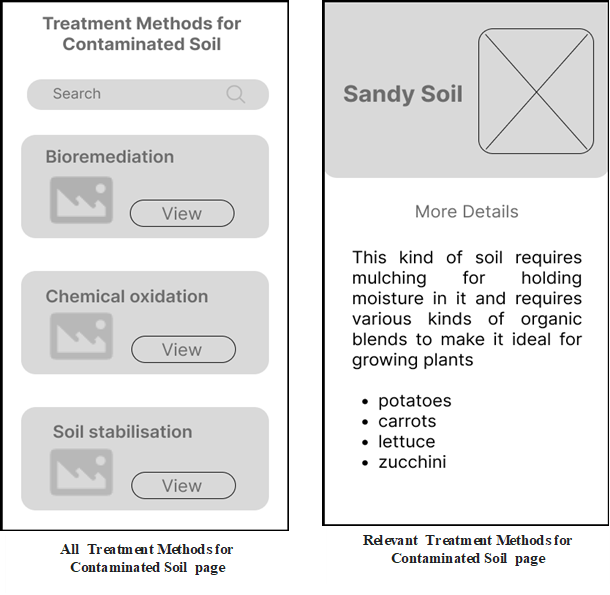 Treatment Methods for
Contaminated Soil
Search
Bioremediation
View
Chemical oxidation
View
Soil stabilisation
View
All Treatment Methods for
Contaminated Soil page
Sandy Soil
More Details
This kind of soil requires
mulching for holding
moisture in it and requires
various kinds of organic
blends to make it ideal for
growing plants
• potatoes
• carrots
• lettuce
• zucchini
Relevant Treatment Methods for
Contaminated Soil page